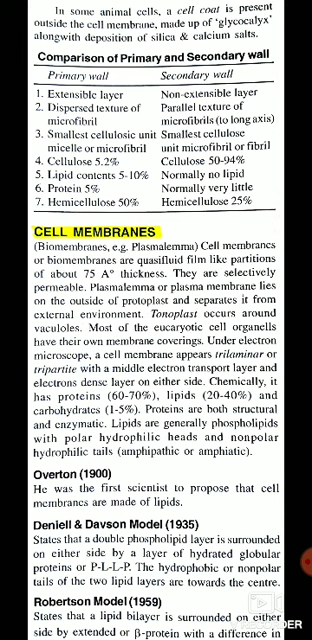 In some animal cells, a cell coat is present
outside the cell membrane, made up of 'glycocalyx'
alongwith deposition of silica & calcium salts.
Comparison of Primary and Secondary wall
Primary wall Secondary wall
1. Extensible layer Non-extensible layer
2. Dispersed texture of Parallel texture of
microfibril microfibrils (to long axis)
3. Smallest cellulosic unit Smallest cellulose
micelle or microfibril unit microfibril or fibril
4. Cellulose 5.2% Cellulose 50-94%
5. Lipid contents 5-10% Normally no lipid
6. Protein 5% Normally very little
7. Hemicellulose 50% Hemicellulose 25%
CELL MEMBRANES
(Biomembranes, e.g. Plasmalemma) Cell membranes
or biomembranes are quasifluid film like partitions
of about 75 A° thickness. They are selectively
permeable. Plasmalemma or plasma membrane lies
on the outside of protoplast and separates it from
external environment. Tonoplast occurs around
vaculoles. Most of the eucaryotic cell organells
have their own membrane coverings. Under electron
microscope, a cell membrane appears trilaminar or
tripartite with a middle electron transport layer and
electrons dense layer on either side. Chemically, it
has proteins (60-70%), lipids (20-40%) and
carbohydrates (1-5%). Proteins are both structural
and enzymatic. Lipids are generally phospholipids
with polar hydrophilic heads and nonpolar
hydrophilic tails (amphipathic or amphiatic).
Overton (1900)
He was the first scientist to propose that cell
membranes are made of lipids.
Deniell & Davson Model (1935)
States that a double phospholipid layer is surrounded
on either side by a layer of hydrated globular
proteins or P-L-L-P. The hydrophobic or nonpolar
tails of the two lipid layers are towards the centre.
Robertson Model (1959)
States that a lipid bilayer is surrounded on either
side by extended or β-protein with a difference in